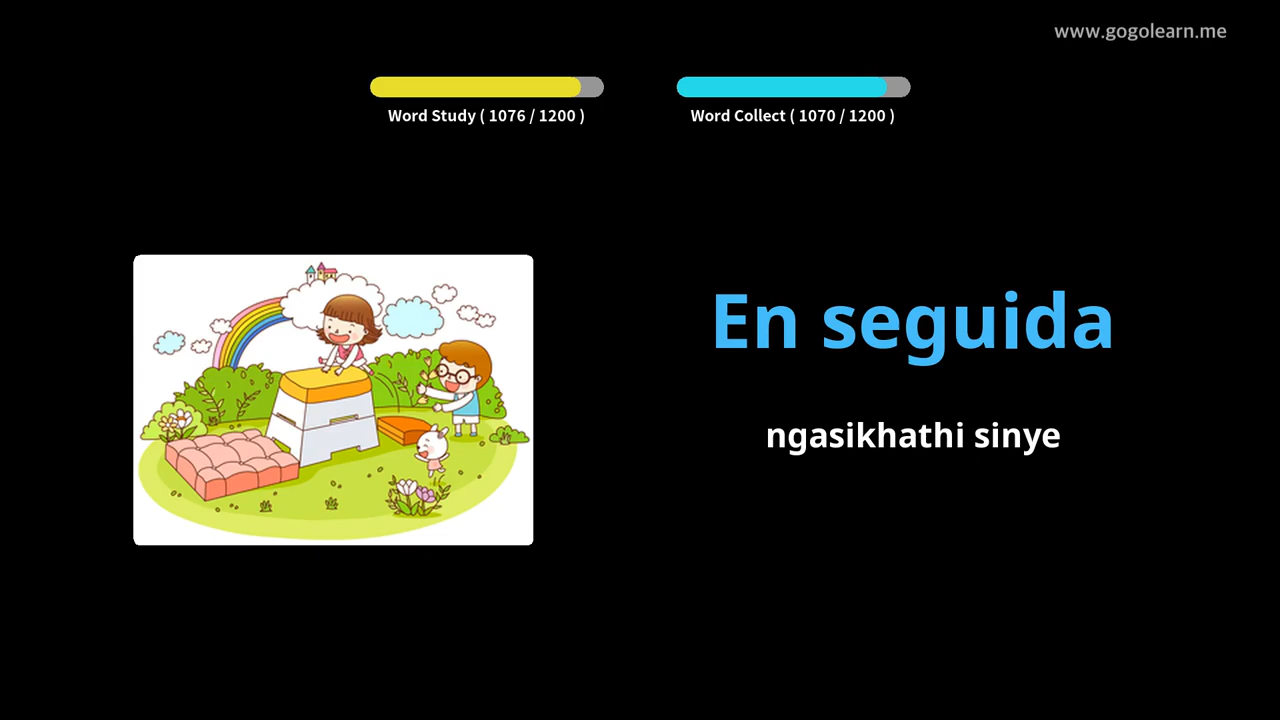 www.gogolearn.me
Word Study ( 1076 / 1200 )
Word Collect ( 1070 / 1200 )
En seguida
ngasikhathi sinye